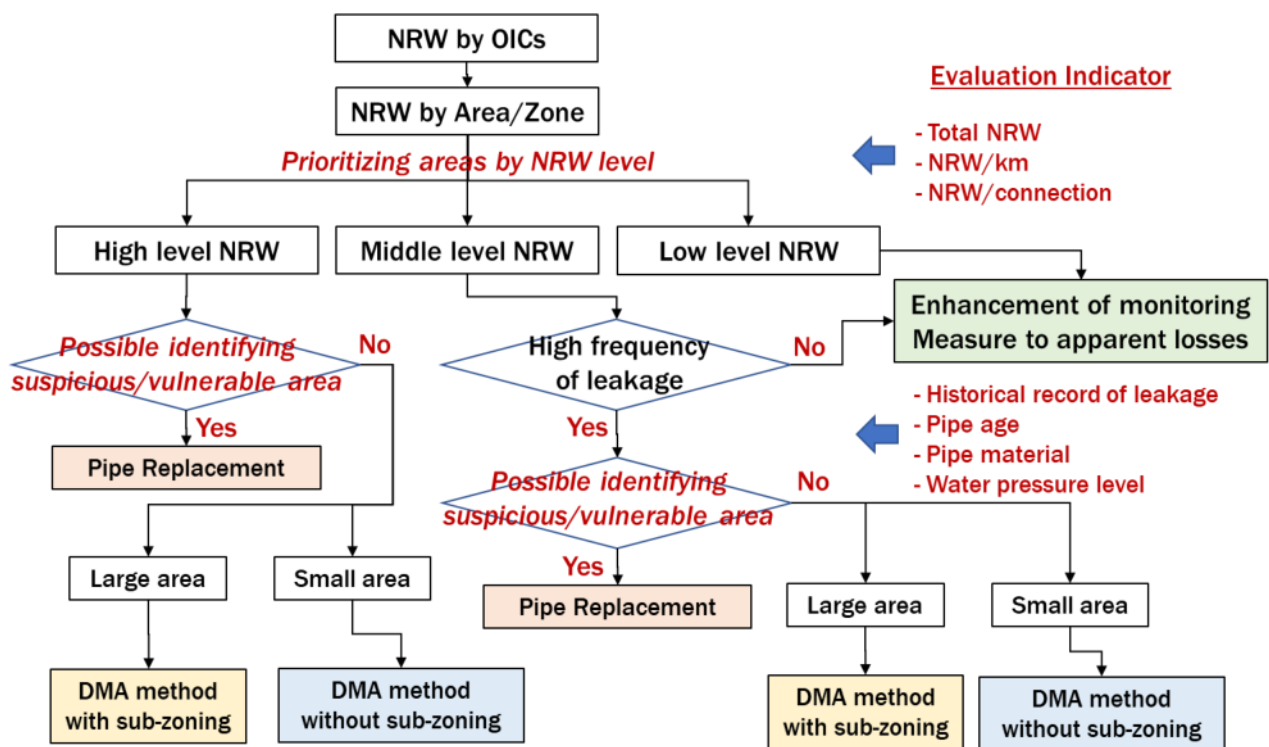 NRW by OICs
NRW by Area/Zone
Evaluation Indicator
- Total NRW
- NRW/km
- NRW/connection
Prioritizing areas by NRW level
High level NRW
Middle level NRW
Low level NRW
Enhancement of monitoring
Measure to apparent losses
Possible identifying
suspicious/vulnerable area
No
Yes
Pipe Replacement
High frequency
of leakage
No
Yes
- Historical record of leakage
- Pipe age
- Pipe material
- Water pressure level
Possible identifying
suspicious/vulnerable area
No
Yes
Pipe Replacement
Large area
Small area
DMA method
with sub-zoning
DMA method
without sub-zoning
Large area
Small area
DMA method
with sub-zoning
DMA method
without sub-zoning